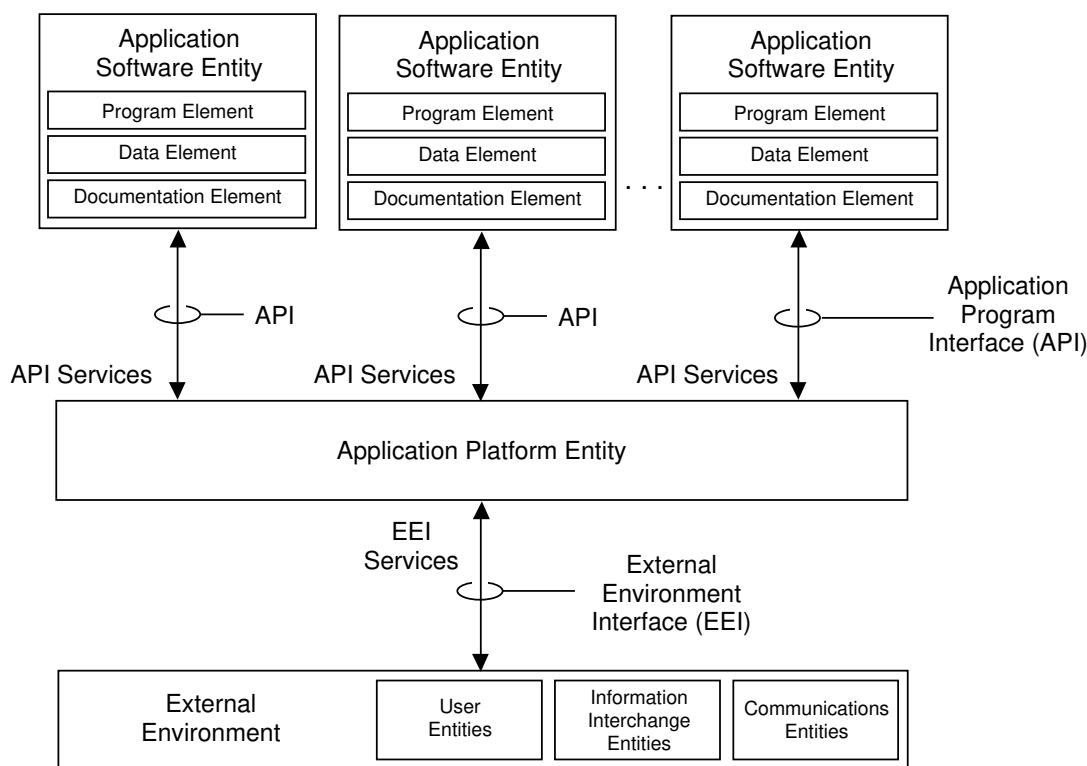 Application
Software Entity
Program Element
Data Element
Documentation Element
Application
Software Entity
Program Element
Data Element
Documentation Element
. . .
Application
Software Entity
Program Element
Data Element
Documentation Element
API
API
Application
Program
Interface (API)
API Services
API Services
API Services
Application Platform Entity
EEI
Services
External
Environment
Interface (EEI)
External
Environment
User
Entities
Information
Interchange
Entities
Communications
Entities